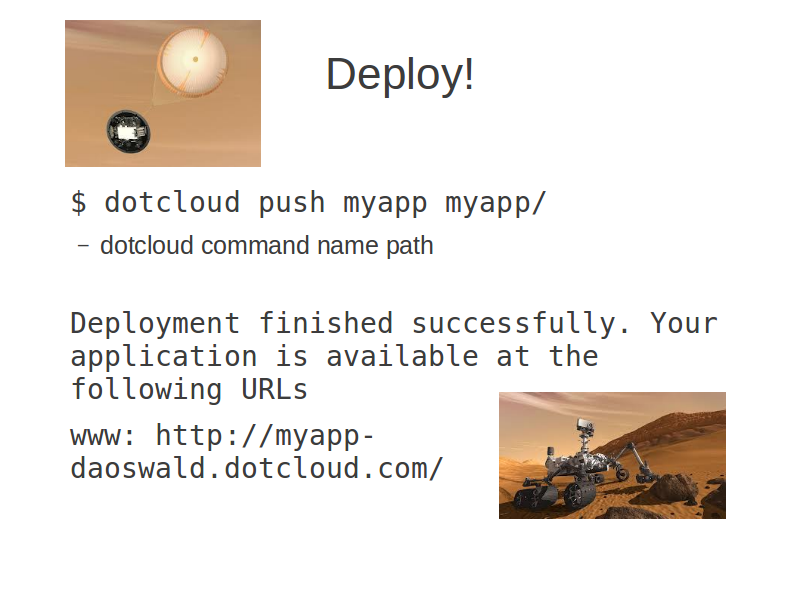 Deploy!
$ dotcloud push myapp myapp/
– dotcloud command name path
Deployment finished successfully. Your
application is available at the
following URLs
www: http://myapp-
daoswald.dotcloud.com/